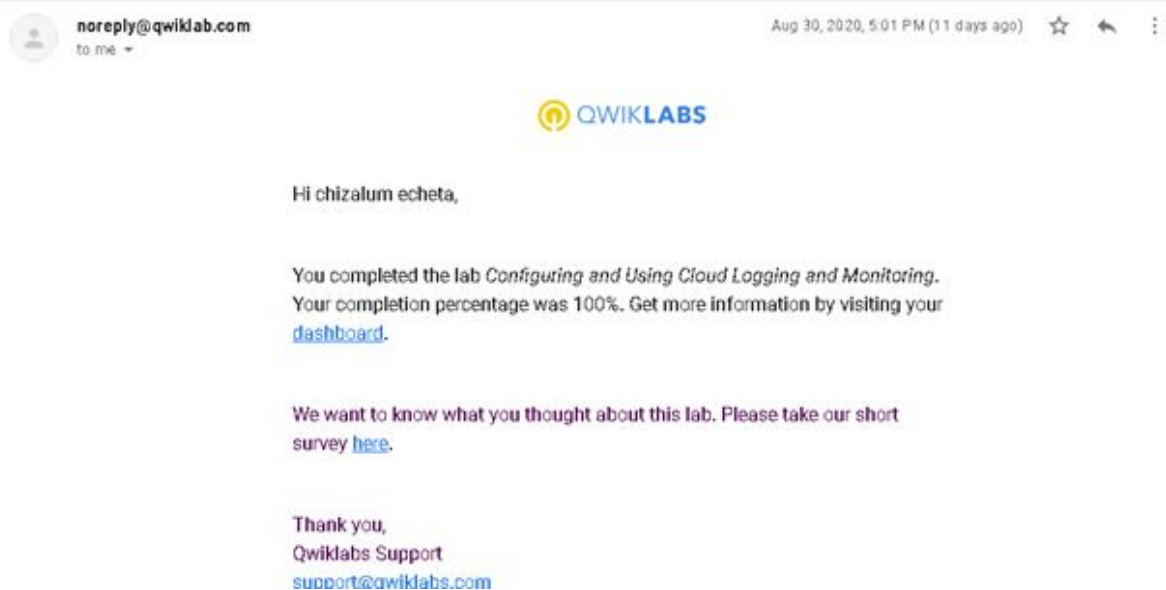 noreply@qwiklab.com
Aug 30, 2020, 5:01 PM (11 days ago)
to me
QWIKLABS
Hi chizalum echeta,
You completed the lab Configuring and Using Cloud Logging and Monitoring.
Your completion percentage was 100%. Get more information by visiting your
dashboard.
We want to know what you thought about this lab. Please take our short
survey here.
Thank you,
Qwiklabs Support
support@qwiklabs.com